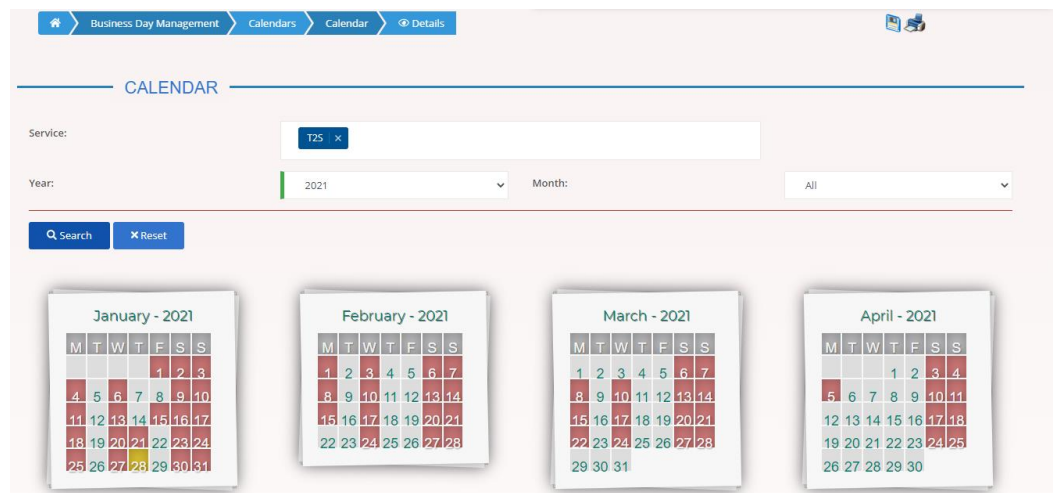 Business Day Management Calendars Calendar Details
CALENDAR
Service:
T2S ×
Year:
2021
Month:
All
Search
× Reset
January - 2021
M T W T F S S
1 2 3
4 5 6 7 8 9 10
11 12 13 14 15 16 17
18 19 20 21 22 23 24
25 26 27 28 29 30 31
February - 2021
M T W T F S S
1 2 3 4 5 6 7
8 9 10 11 12 13 14
15 16 17 18 19 20 21
22 23 24 25 26 27 28
March - 2021
M T W T F S S
1 2 3 4 5 6 7
8 9 10 11 12 13 14
15 16 17 18 19 20 21
22 23 24 25 26 27 28
29 30 31
April - 2021
M T W T F S S
1 2 3 4
5 6 7 8 9 10 11
12 13 14 15 16 17 18
19 20 21 22 23 24 25
26 27 28 29 30